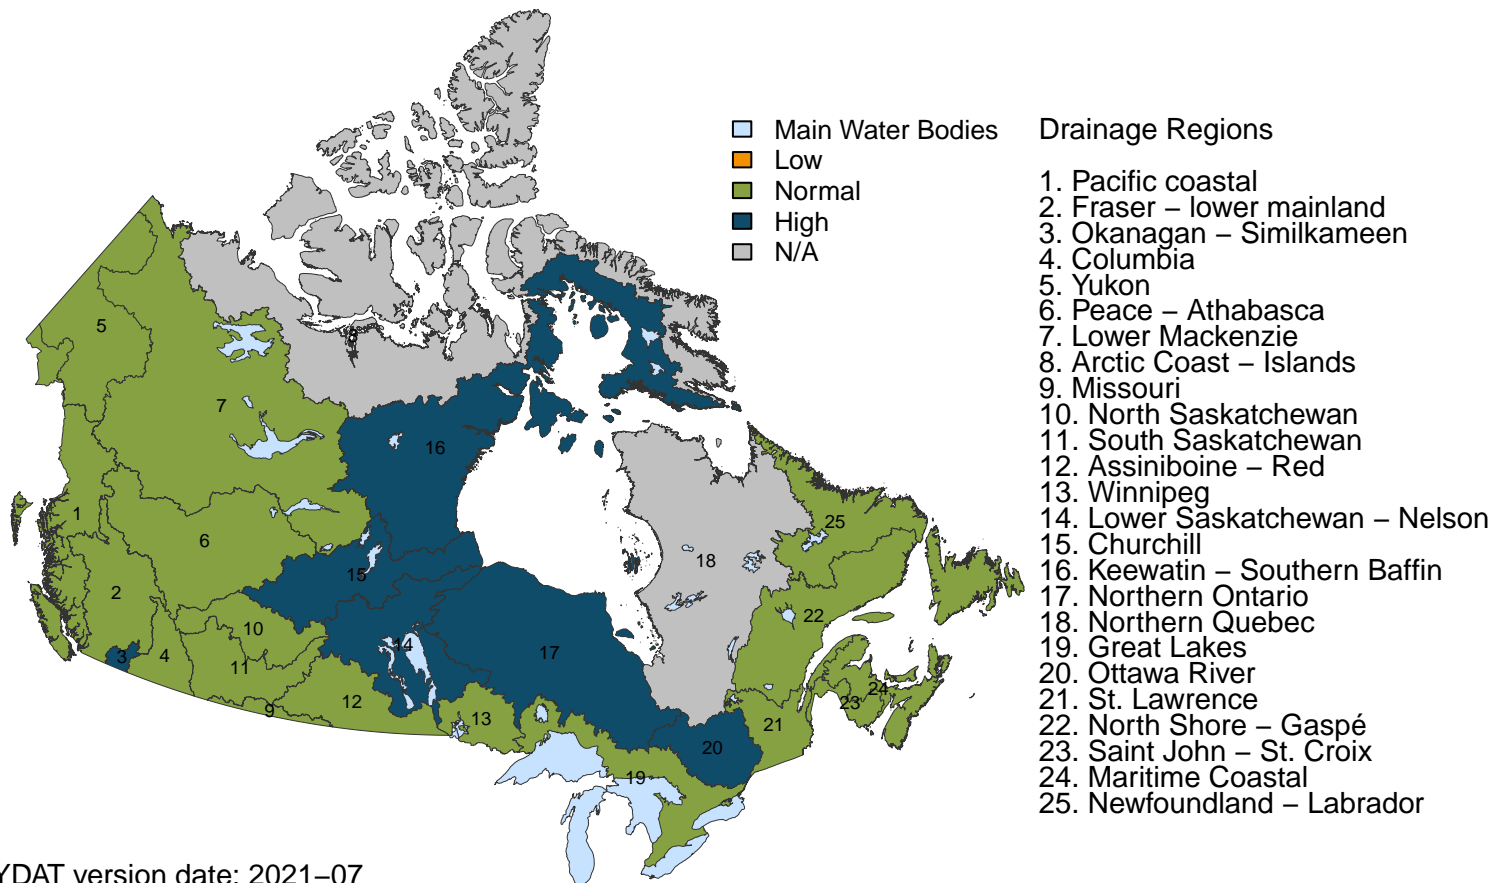 Main Water Bodies
Low
Normal
High
N/A
Drainage Regions
1. Pacific coastal
2. Fraser – lower mainland
3. Okanagan – Similkameen
4. Columbia
5. Yukon
6. Peace – Athabasca
7. Lower Mackenzie
8. Arctic Coast – Islands
9. Missouri
10. North Saskatchewan
11. South Saskatchewan
12. Assiniboine – Red
13. Winnipeg
14. Lower Saskatchewan – Nelson
15. Churchill
16. Keewatin – Southern Baffin
17. Northern Ontario
18. Northern Quebec
19. Great Lakes
20. Ottawa River
21. St. Lawrence
22. North Shore – Gaspé
23. Saint John – St. Croix
24. Maritime Coastal
25. Newfoundland – Labrador
5
8
7
16
1
6
25
18
15
2
22
10
14
3
4
11
17
12
9
13
23
24
21
20
19
YDAT version date: 2021–07